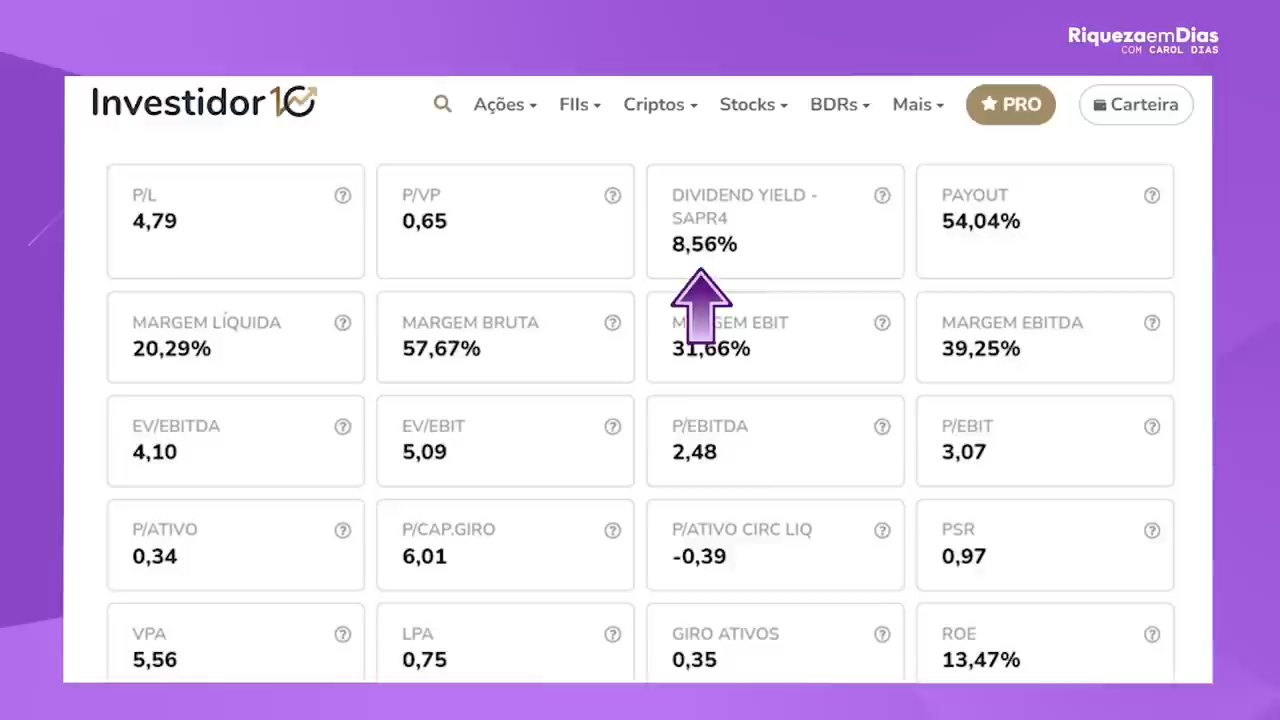 RiquezaemDias
COM CAROL DIAS
Investidor 10
Ações
FIIs
Criptos
Stocks
BDRs
Mais
PRO
Carteira
P/L
4,79
P/VP
0,65
DIVIDEND YIELD -
SAPR4
8,56%
PAYOUT
54,04%
MARGEM LÍQUIDA
20,29%
MARGEM BRUTA
57,67%
MARGEM EBIT
31,66%
MARGEM EBITDA
39,25%
EV/EBITDA
4,10
EV/EBIT
5,09
P/EBITDA
2,48
P/EBIT
3,07
P/ATIVO
0,34
P/CAP.GIRO
6,01
P/ATIVO CIRC LIQ
-0,39
PSR
0,97
VPA
5,56
LPA
0,75
GIRO ATIVOS
0,35
ROE
13,47%